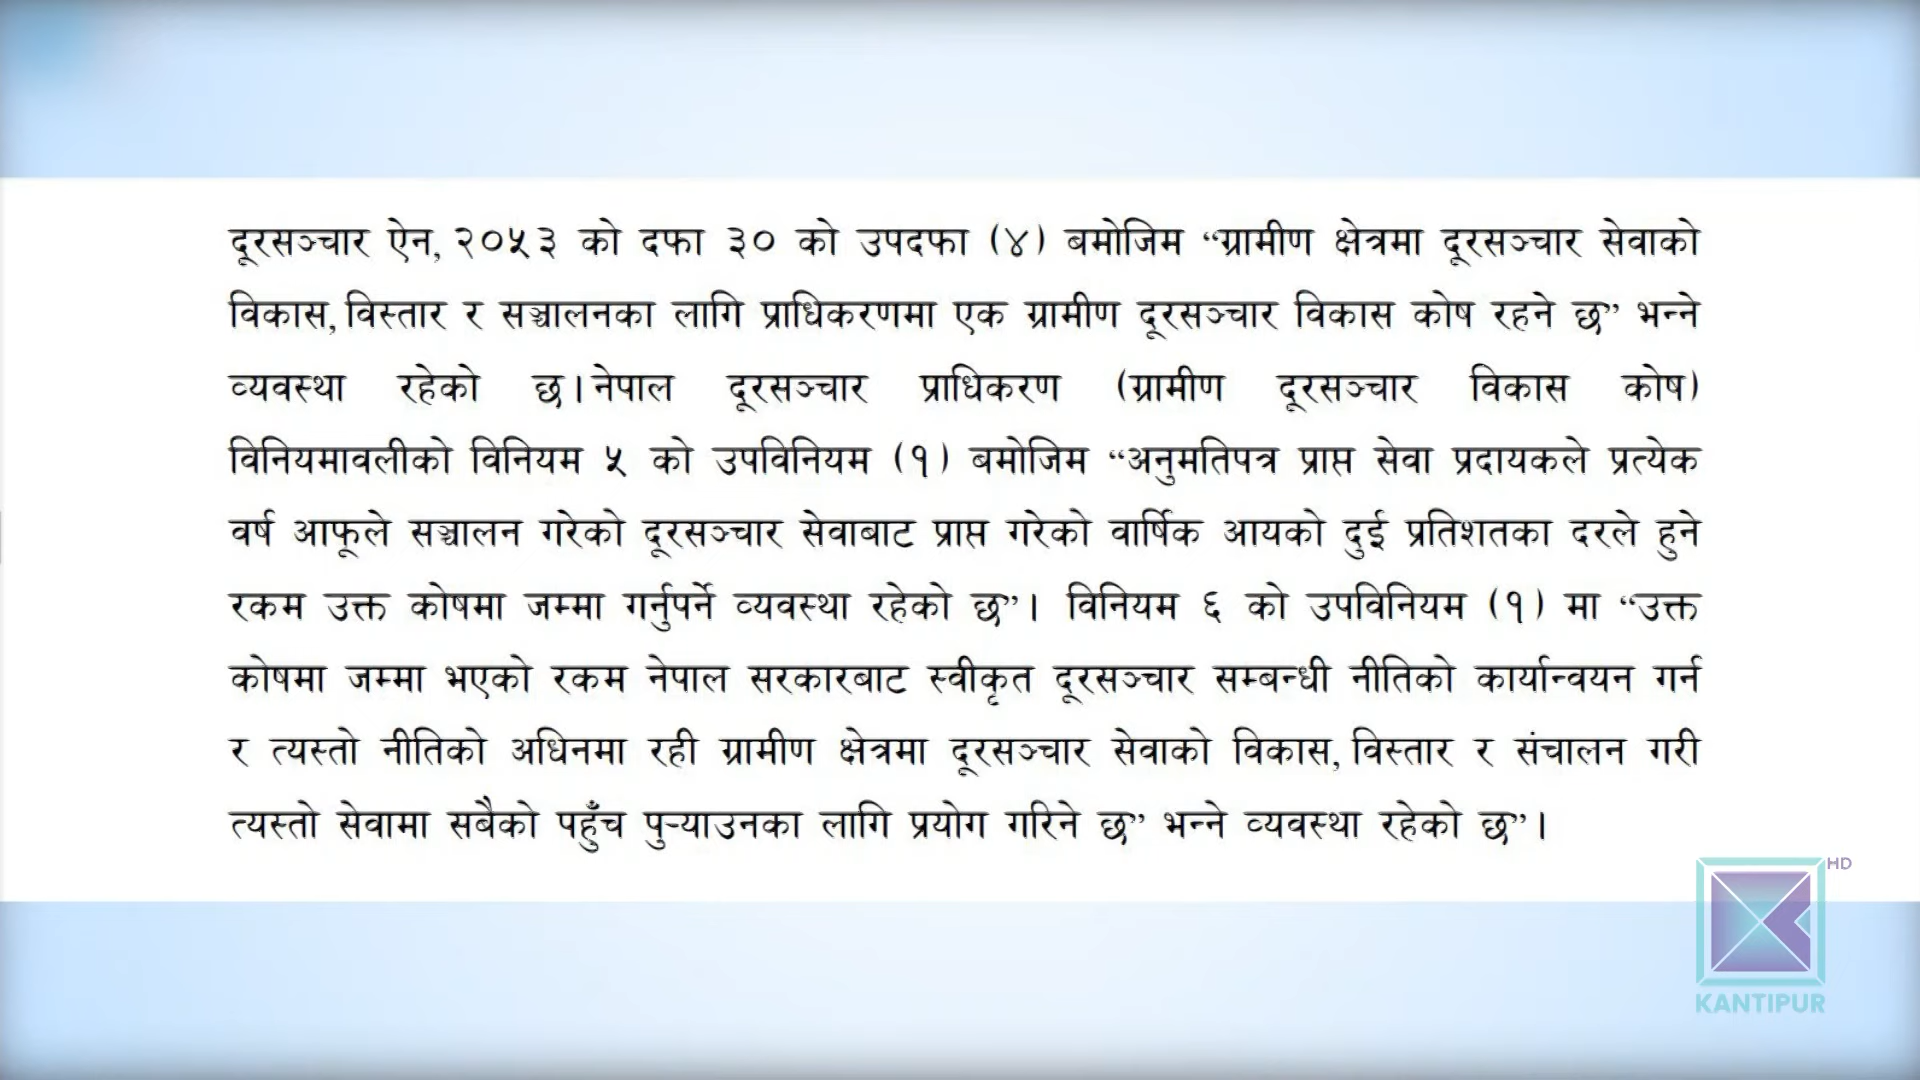 दूरसञ्चार ऐन, २०५३ को दफा ३० को उपदफा (४) बमोजिम “ग्रामीण क्षेत्रमा दूरसञ्चार सेवाको
विकास, विस्तार र सञ्चालनका लागि प्राधिकरणमा एक ग्रामीण दूरसञ्चार विकास कोष रहने छ” भन्ने
व्यवस्था रहेको छ। नेपाल दूरसञ्चार प्राधिकरण (ग्रामीण दूरसञ्चार विकास कोष)
विनियमावलीको विनियम ५ को उपविनियम (१) बमोजिम “अनुमतिपत्र प्राप्त सेवा प्रदायकले प्रत्येक
वर्ष आफूले सञ्चालन गरेको दूरसञ्चार सेवाबाट प्राप्त गरेको वार्षिक आयको दुई प्रतिशतका दरले हुने
रकम उक्त कोषमा जम्मा गर्नुपर्ने व्यवस्था रहेको छ”। विनियम ६ को उपविनियम (१) मा “उक्त
कोषमा जम्मा भएको रकम नेपाल सरकारबाट स्वीकृत दूरसञ्चार सम्बन्धी नीतिको कार्यान्वयन गर्न
र त्यस्तो नीतिको अधिनमा रही ग्रामीण क्षेत्रमा दूरसञ्चार सेवाको विकास, विस्तार र संचालन गरी
त्यस्तो सेवामा सबैको पहुँच पुऱ्याउनका लागि प्रयोग गरिने छ” भन्ने व्यवस्था रहेको छ”।
HD
KANTIPUR